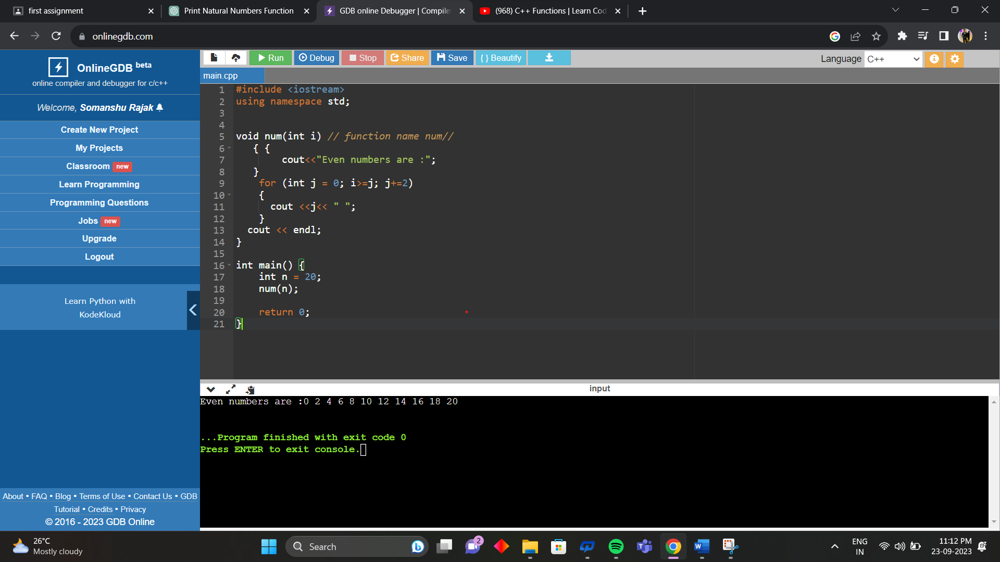 first assignment
Print Natural Numbers Function
GDB online Debugger | Compile
(968) C++ Functions | Learn Cod
onlinegdb.com
OnlineGDB beta
online compiler and debugger for c/c++
Welcome, Somanshu Rajak
Create New Project
My Projects
Classroom new
Learn Programming
Programming Questions
Jobs new
Upgrade
Logout
Learn Python with
KodeKloud
About • FAQ • Blog • Terms of Use • Contact Us • GDB
Tutorial • Credits • Privacy
© 2016 - 2023 GDB Online
Run Debug Stop Share Save { } Beautify
Language C++
main.cpp
1 #include <iostream>
2 using namespace std;
3
4
5 void num(int i) // function name num//
6 { {
7 cout<<"Even numbers are :";
8 }
9 for (int j = 0; i>=j; j+=2)
10 {
11 cout <<j<< " ";
12 }
13 cout << endl;
14 }
15
16 int main() {
17 int n = 20;
18 num(n);
19
20 return 0;
21 }
input
Even numbers are :0 2 4 6 8 10 12 14 16 18 20
...Program finished with exit code 0
Press ENTER to exit console.
26°C
Mostly cloudy
Search
2
ENG
IN
11:12 PM
23-09-2023